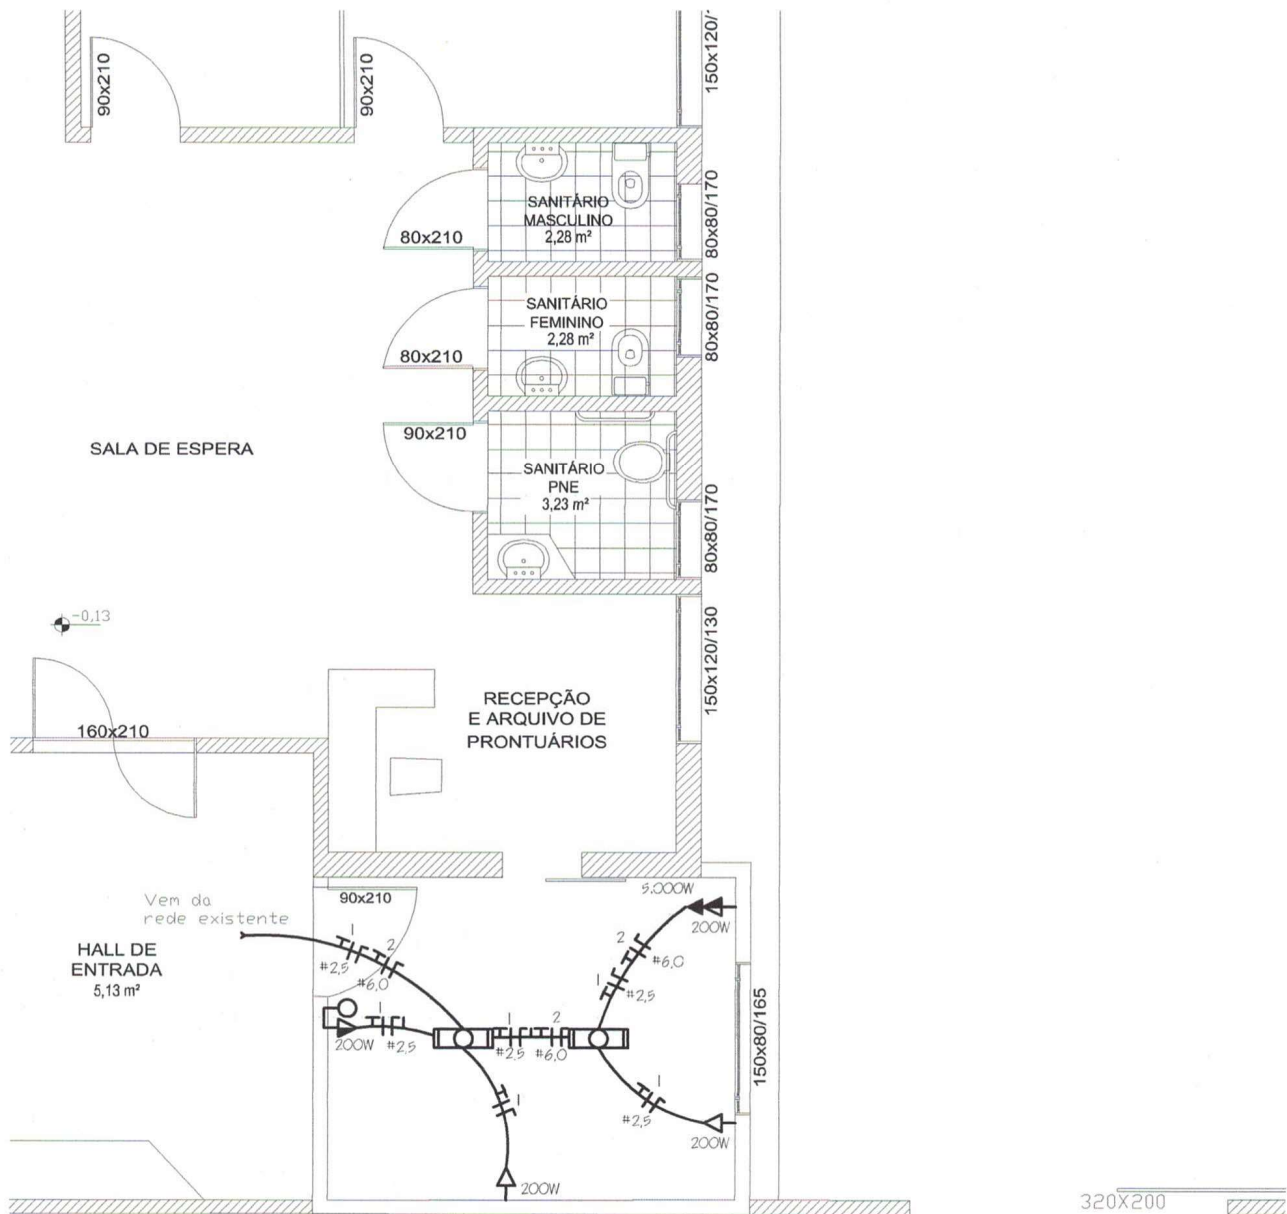 90x210
90x210
150x120/
SANITÁRIO
MASCULINO
2,28 m²
80x210
80x80/170
SANITÁRIO
FEMININO
2,28 m²
80x210
80x80/170
90x210
SALA DE ESPERA
SANITÁRIO
PNE
3,23 m²
80x80/170
-0,13
150x120/130
RECEPÇÃO
E ARQUIVO DE
PRONTUÁRIOS
160x210
Vem da
rede existente
90x210
5.000W
200W
HALL DE
ENTRADA
5,13 m²
1
#2,5
2
#6,0
2
#6,0
1
#2,5
1
200W
#2,5
1
#2,5
2
#6,0
150x80/165
1
1
#2,5
200W
200W
320X200